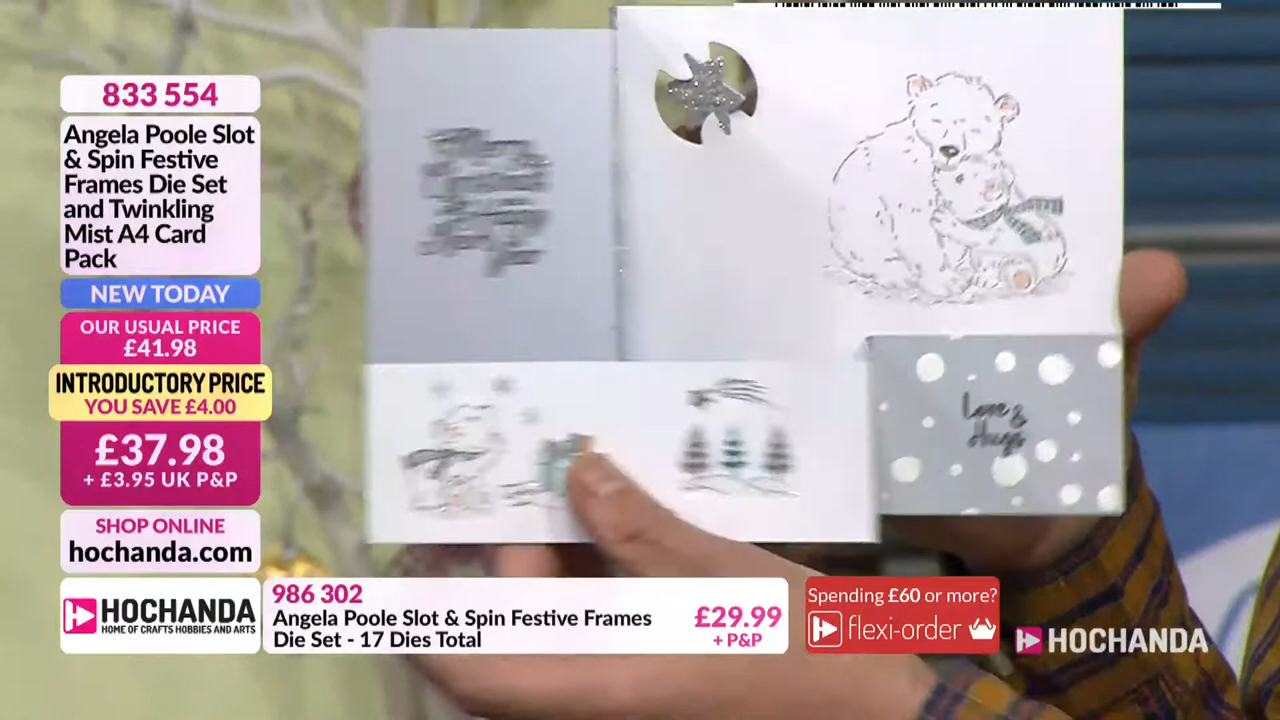 833 554
Angela Poole Slot
& Spin Festive
Frames Die Set
and Twinkling
Mist A4 Card
Pack
NEW TODAY
OUR USUAL PRICE
£41.98
INTRODUCTORY PRICE
YOU SAVE £4.00
£37.98
+ £3.95 UK P&P
SHOP ONLINE
hochanda.com
HOCHANDA
HOME OF CRAFTS HOBBIES AND ARTS
986 302
Angela Poole Slot & Spin Festive Frames
Die Set - 17 Dies Total
£29.99
+ P&P
Spending £60 or more?
flexi-order
HOCHANDA
Love &
Hugs